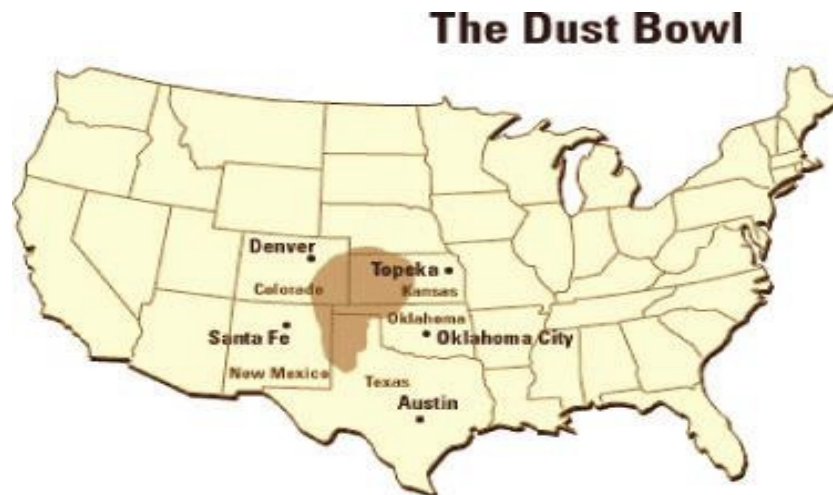 The Dust Bowl
Denver
Topeka
Colorado
Kansas
Oklahoma
Santa Fe
Oklahoma City
New Mexico
Texas
Austin